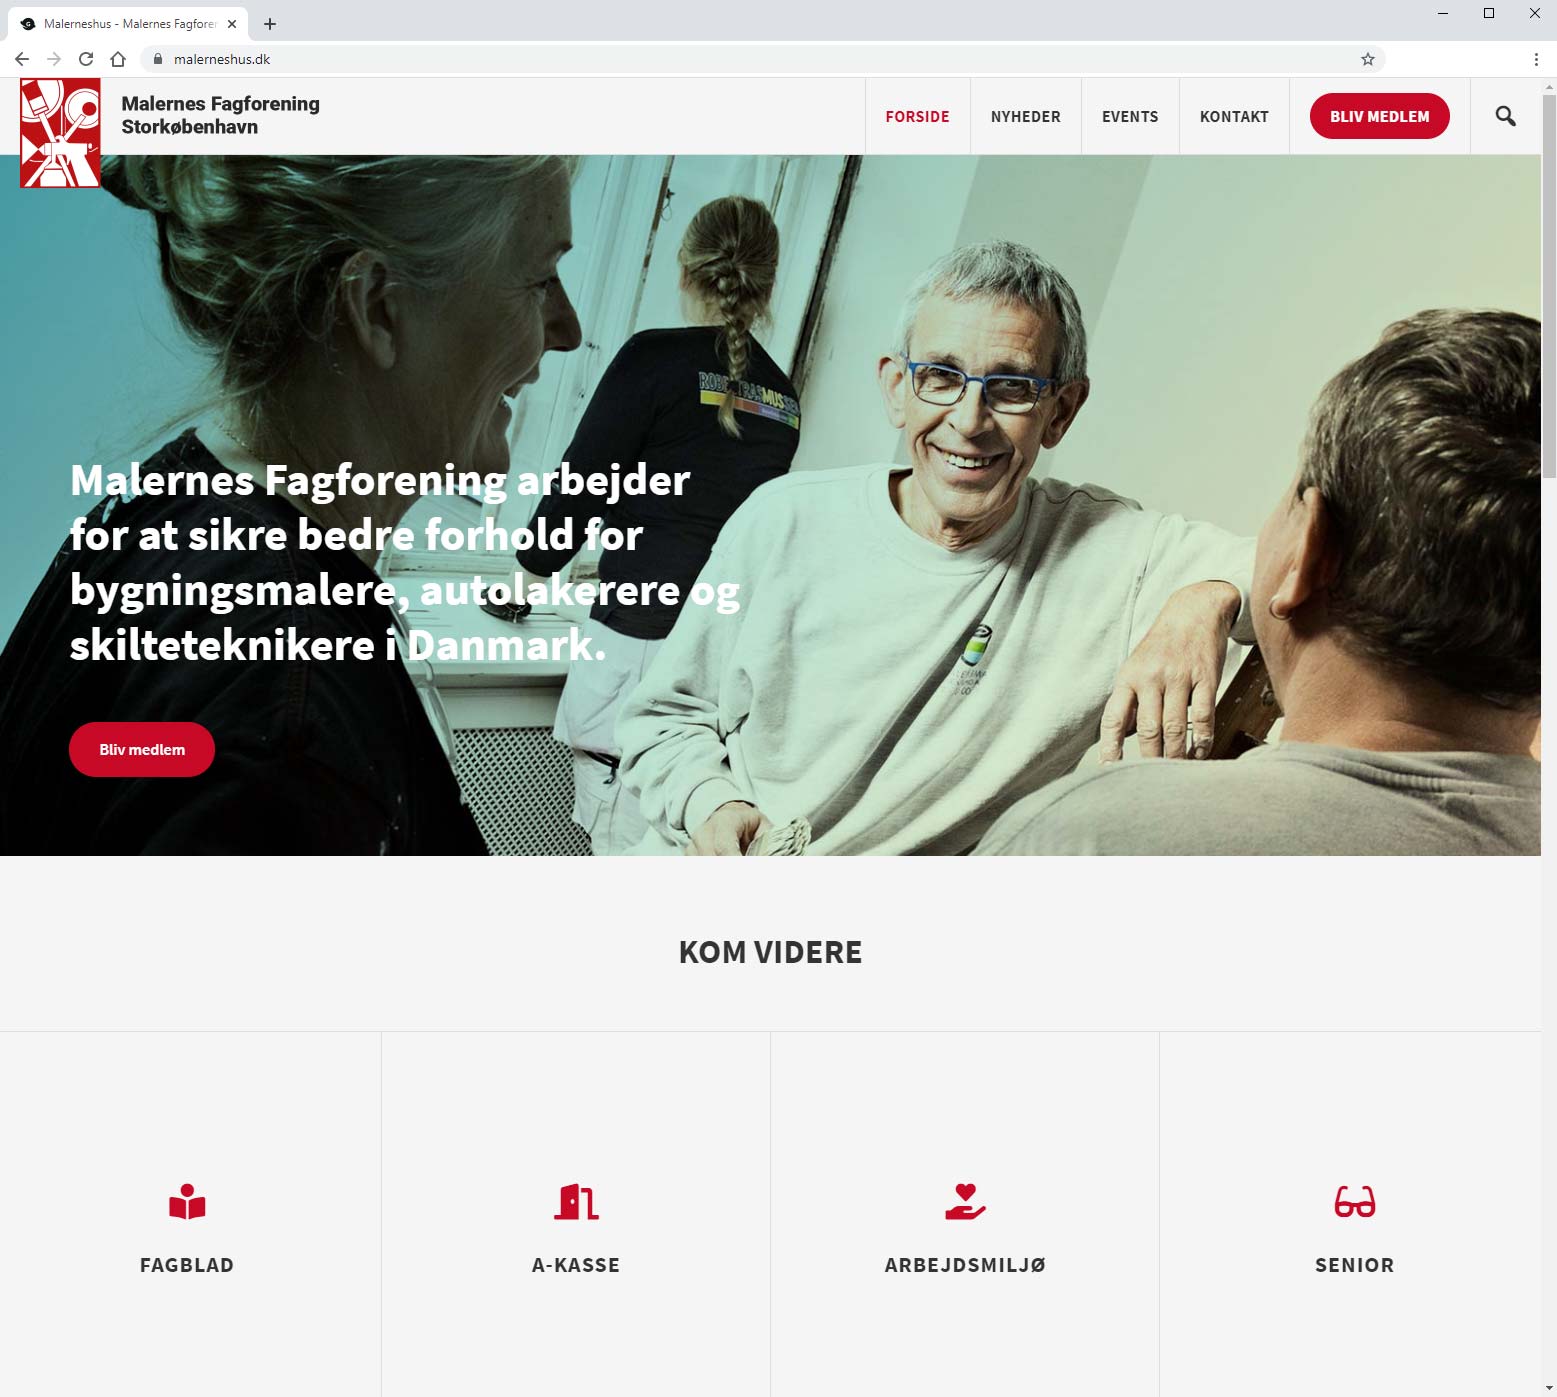 Malerneshus - Malernes Fagforer
malerneshus.dk
Malernes Fagforening
Storkøbenhavn
FORSIDE
NYHEDER
EVENTS
KONTAKT
BLIV MEDLEM
Malernes Fagforening arbejder
for at sikre bedre forhold for
bygningsmalere, autolakerere og
skilteteknikere i Danmark.
Bliv medlem
KOM VIDERE
FAGBLAD
A-KASSE
ARBEJDSMILJØ
SENIOR